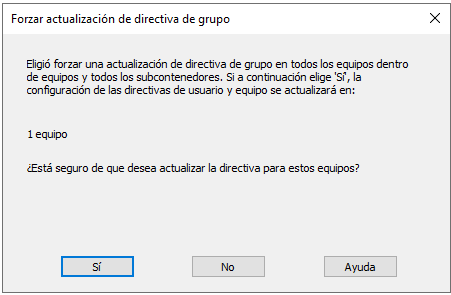 Forzar actualización de directiva de grupo
Eligió forzar una actualización de directiva de grupo en todos los equipos dentro
de equipos y todos los subcontenedores. Si a continuación elige 'Sí', la
configuración de las directivas de usuario y equipo se actualizará en:
1 equipo
¿Está seguro de que desea actualizar la directiva para estos equipos?
Sí
No
Ayuda